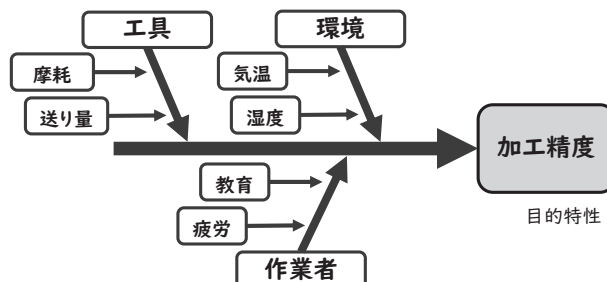 工具
環境
摩耗
気温
送り量
湿度
加工精度
教育
目的特性
疲労
作業者